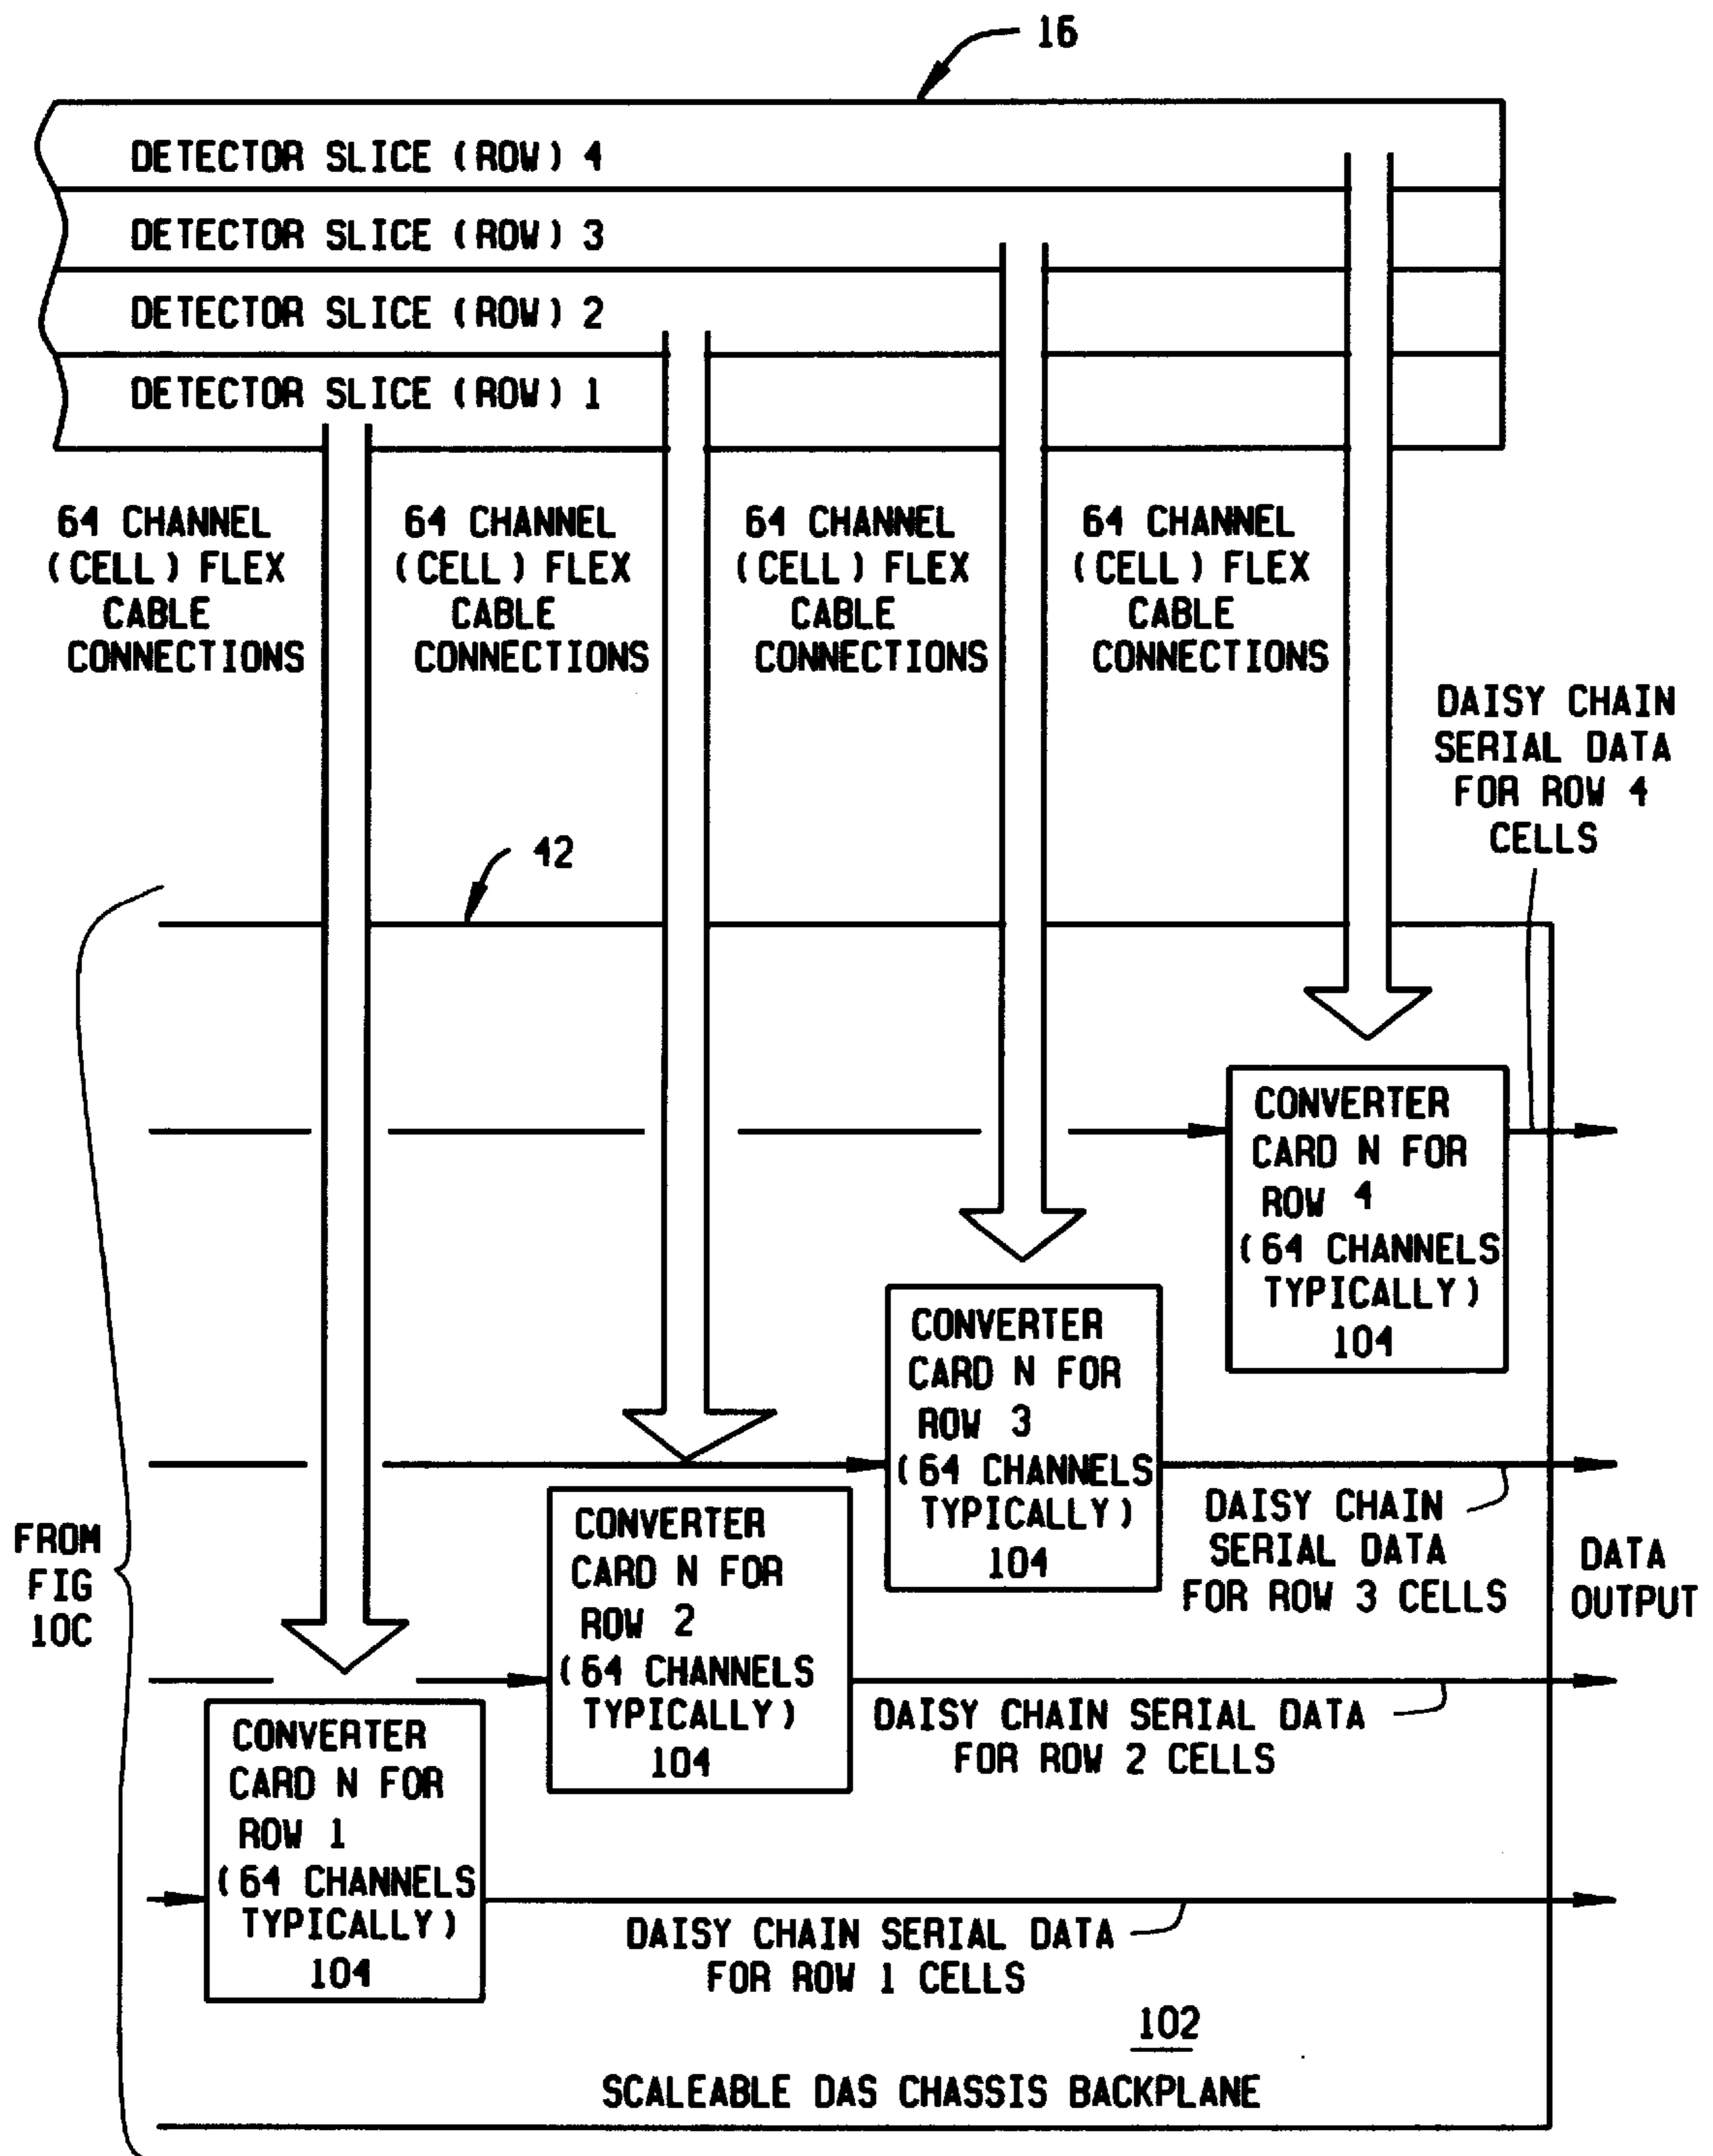 16
DETECTOR SLICE (ROW) 4
DETECTOR SLICE (ROW) 3
DETECTOR SLICE (ROW) 2
DETECTOR SLICE (ROW) 1
64 CHANNEL
(CELL) FLEX
CABLE
CONNECTIONS
64 CHANNEL
(CELL) FLEX
CABLE
CONNECTIONS
64 CHANNEL
(CELL) FLEX
CABLE
CONNECTIONS
64 CHANNEL
(CELL) FLEX
CABLE
CONNECTIONS
DAISY CHAIN
SERIAL DATA
FOR ROW 4
CELLS
42
CONVERTER
CARD N FOR
ROW 4
(64 CHANNELS
TYPICALLY)
104
CONVERTER
CARD N FOR
ROW 3
(64 CHANNELS
TYPICALLY)
104
DAISY CHAIN
SERIAL DATA
FOR ROW 3 CELLS
DATA
OUTPUT
FROM
FIG
10C
CONVERTER
CARD N FOR
ROW 2
(64 CHANNELS
TYPICALLY)
104
DAISY CHAIN SERIAL DATA
FOR ROW 2 CELLS
CONVERTER
CARD N FOR
ROW 1
(64 CHANNELS
TYPICALLY)
104
DAISY CHAIN SERIAL DATA
FOR ROW 1 CELLS
102
SCALEABLE DAS CHASSIS BACKPLANE